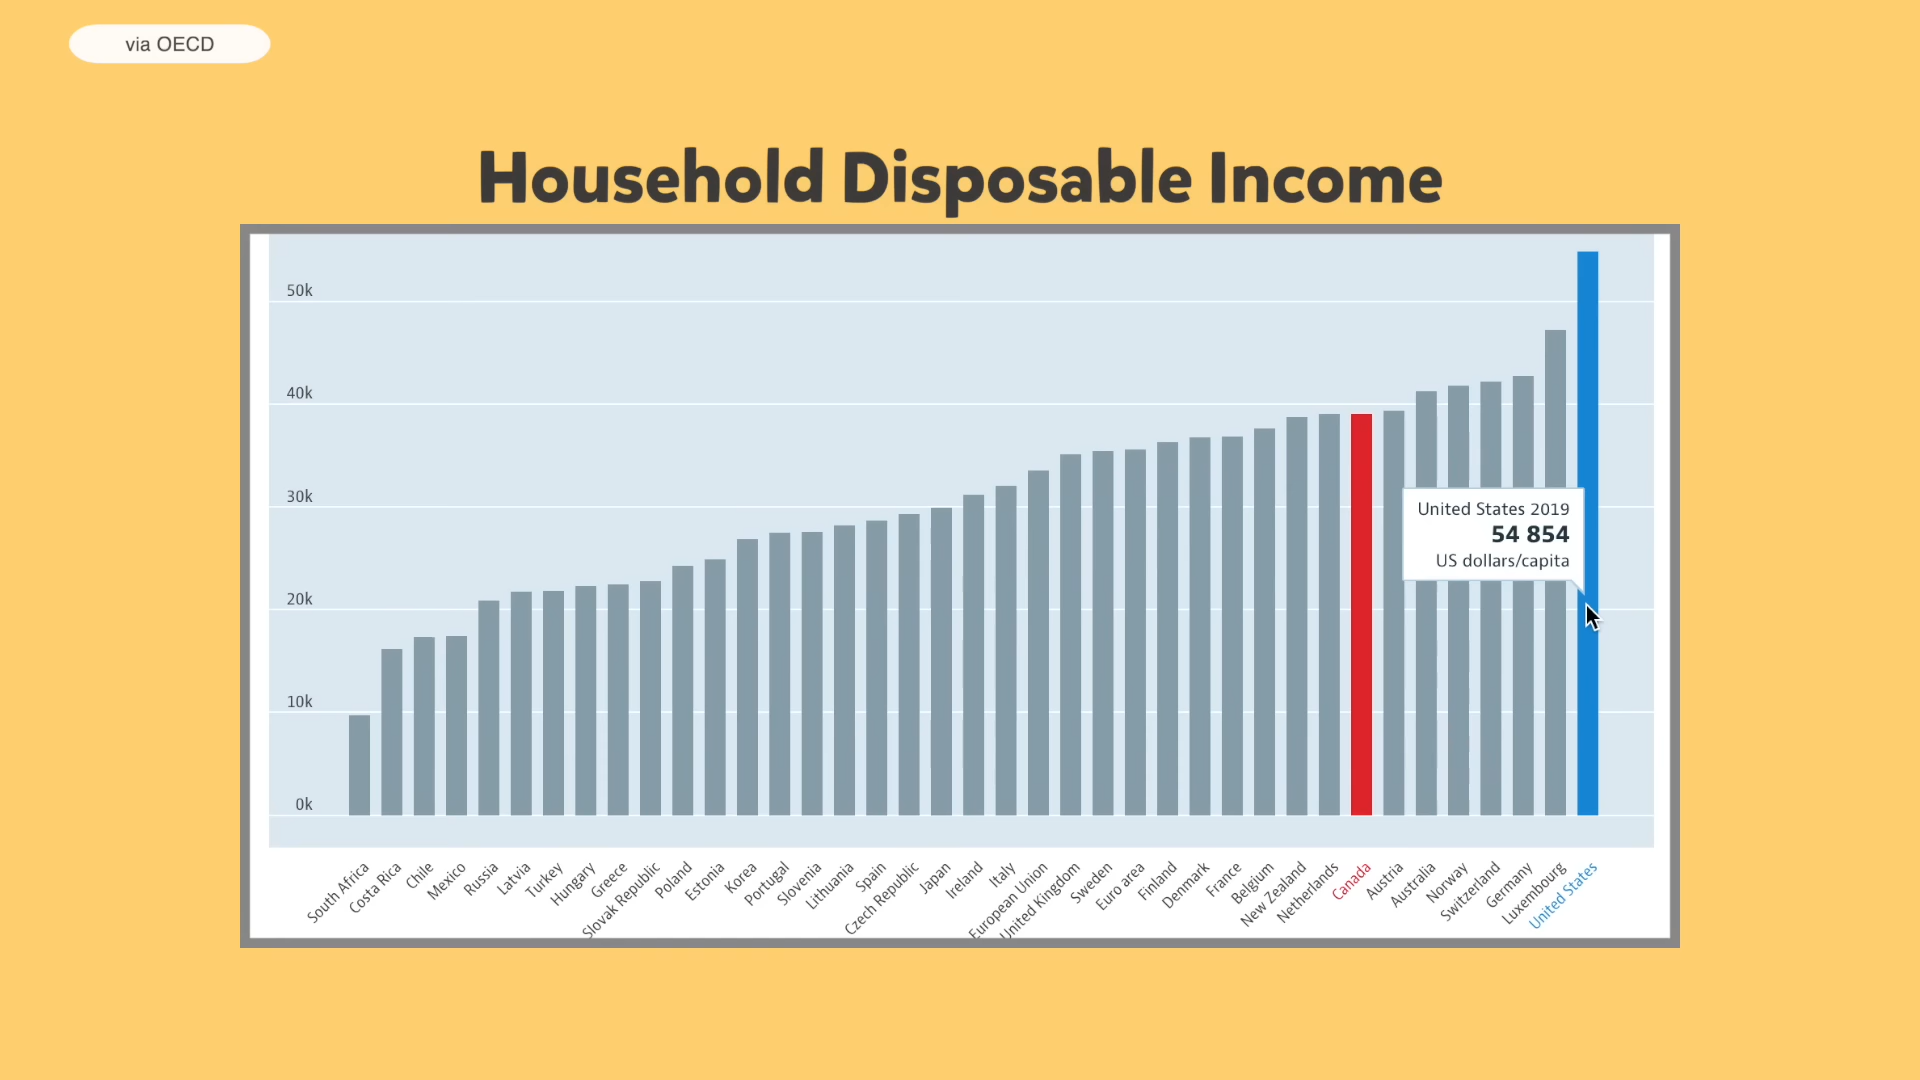 via OECD
Household Disposable Income
50k
40k
30k
20k
10k
0k
United States 2019
54 854
US dollars/capita
South Africa
Costa Rica
Chile
Mexico
Russia
Latvia
Turkey
Hungary
Greece
Slovak Republic
Poland
Estonia
Korea
Portugal
Slovenia
Lithuania
Spain
Czech Republic
Japan
Ireland
Italy
European Union
United Kingdom
Sweden
Euro area
Finland
Denmark
France
Belgium
New Zealand
Netherlands
Canada
Austria
Australia
Norway
Switzerland
Germany
Luxembourg
United States